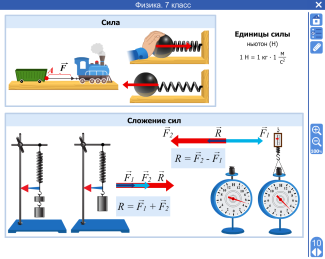 Физика. 7 класс
Сила
A
F
Единицы силы
ньютон (Н)
1 Н = 1 кг · 1 м/с²
Сложение сил
F₁ F₂ R
R = F₁ + F₂
F₂ R F₁
R = F₂ - F₁
10